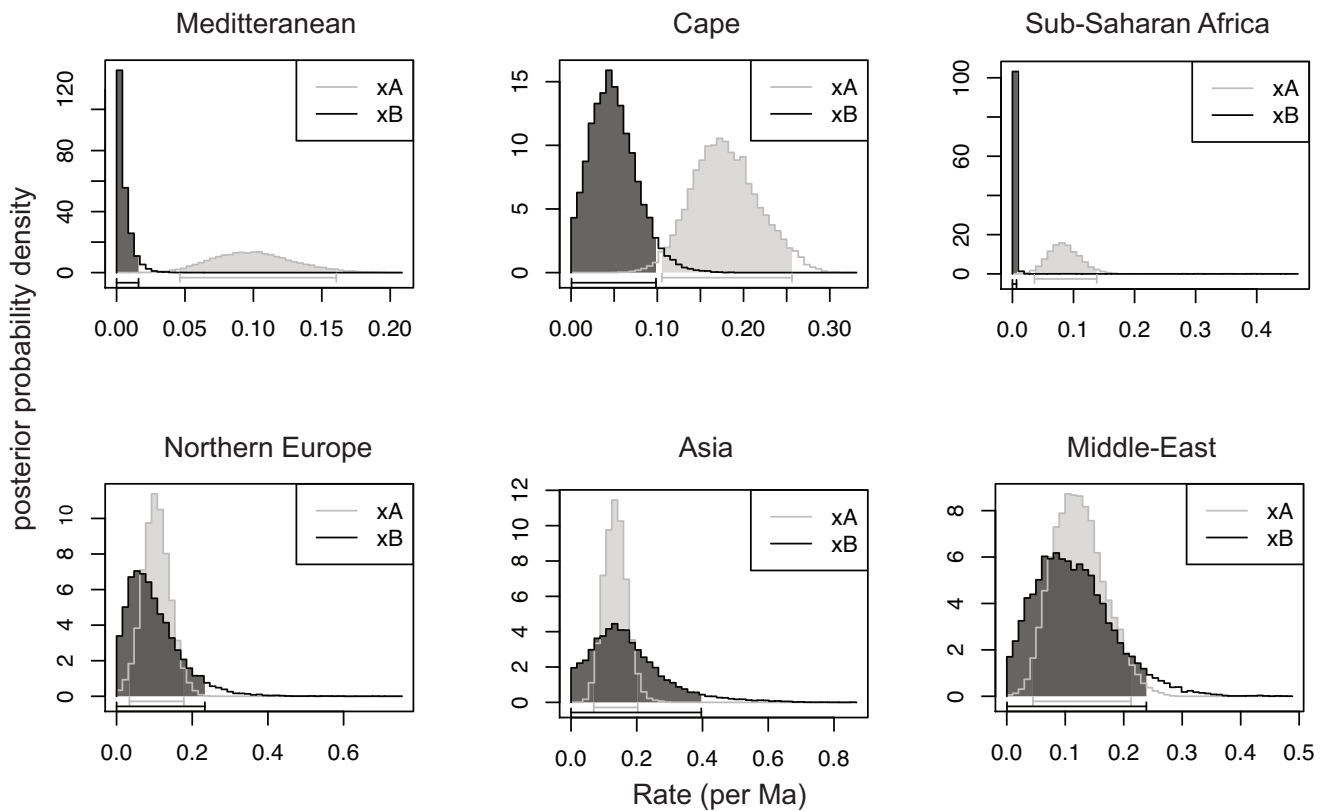 posterior probability density
Meditteranean
xA
xB
0 40 80 120
0.00 0.05 0.10 0.15 0.20
Cape
xA
xB
0 5 10 15
0.00 0.10 0.20 0.30
Sub-Saharan Africa
xA
xB
0 20 60 100
0.0 0.1 0.2 0.3 0.4
Northern Europe
xA
xB
0 2 4 6 8 10
0.0 0.2 0.4 0.6
Asia
xA
xB
0 2 4 6 8 10 12
0.0 0.2 0.4 0.6 0.8
Middle-East
xA
xB
0 2 4 6 8
0.0 0.1 0.2 0.3 0.4 0.5
Rate (per Ma)